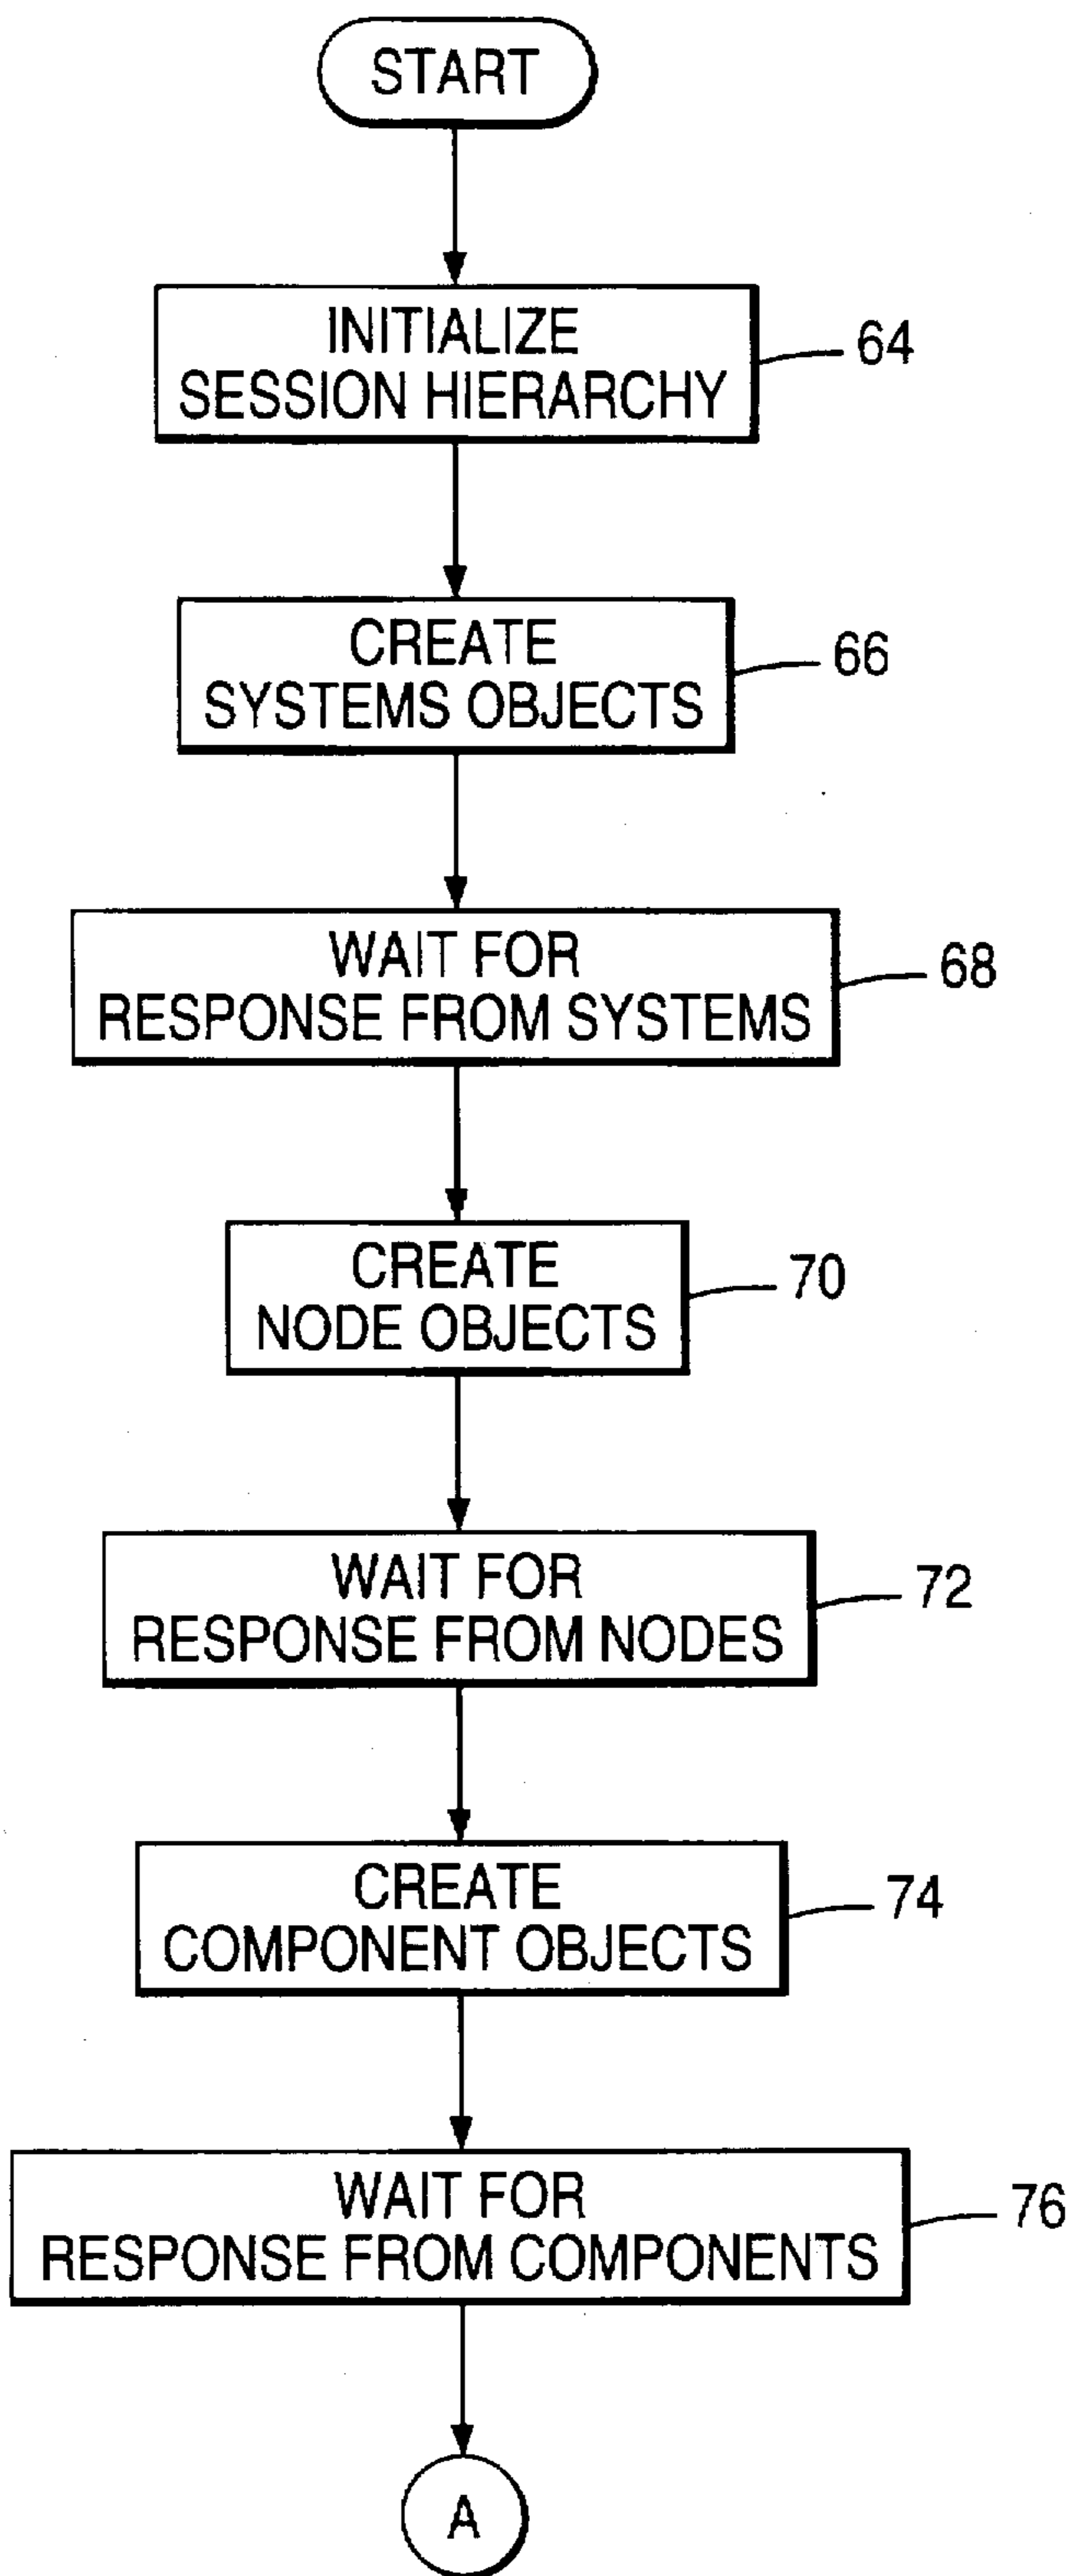 START
INITIALIZE
SESSION HIERARCHY
64
CREATE
SYSTEMS OBJECTS
66
WAIT FOR
RESPONSE FROM SYSTEMS
68
CREATE
NODE OBJECTS
70
WAIT FOR
RESPONSE FROM NODES
72
CREATE
COMPONENT OBJECTS
74
WAIT FOR
RESPONSE FROM COMPONENTS
76
A